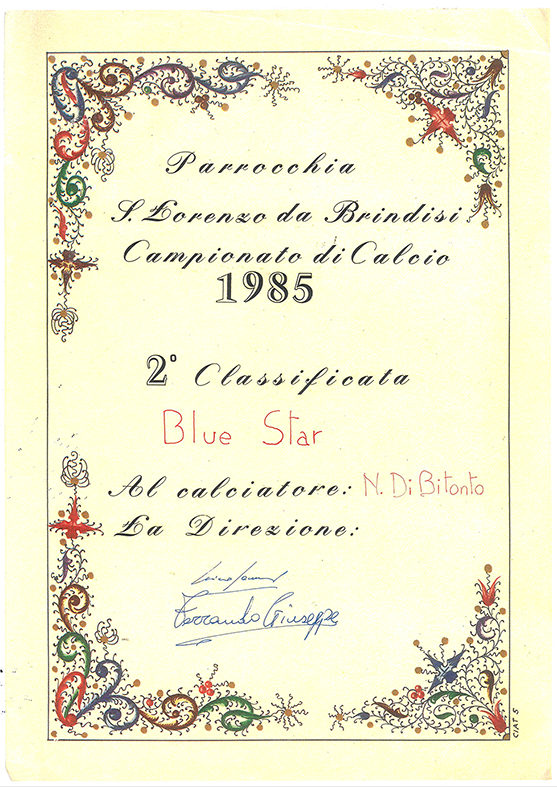 Parrocchia
S. Lorenzo da Brindisi
Campionato di Calcio
1985
2° Classificata
Blue Star
Al calciatore: N. Di Bitonto
La Direzione:
Ferrando Giuseppe